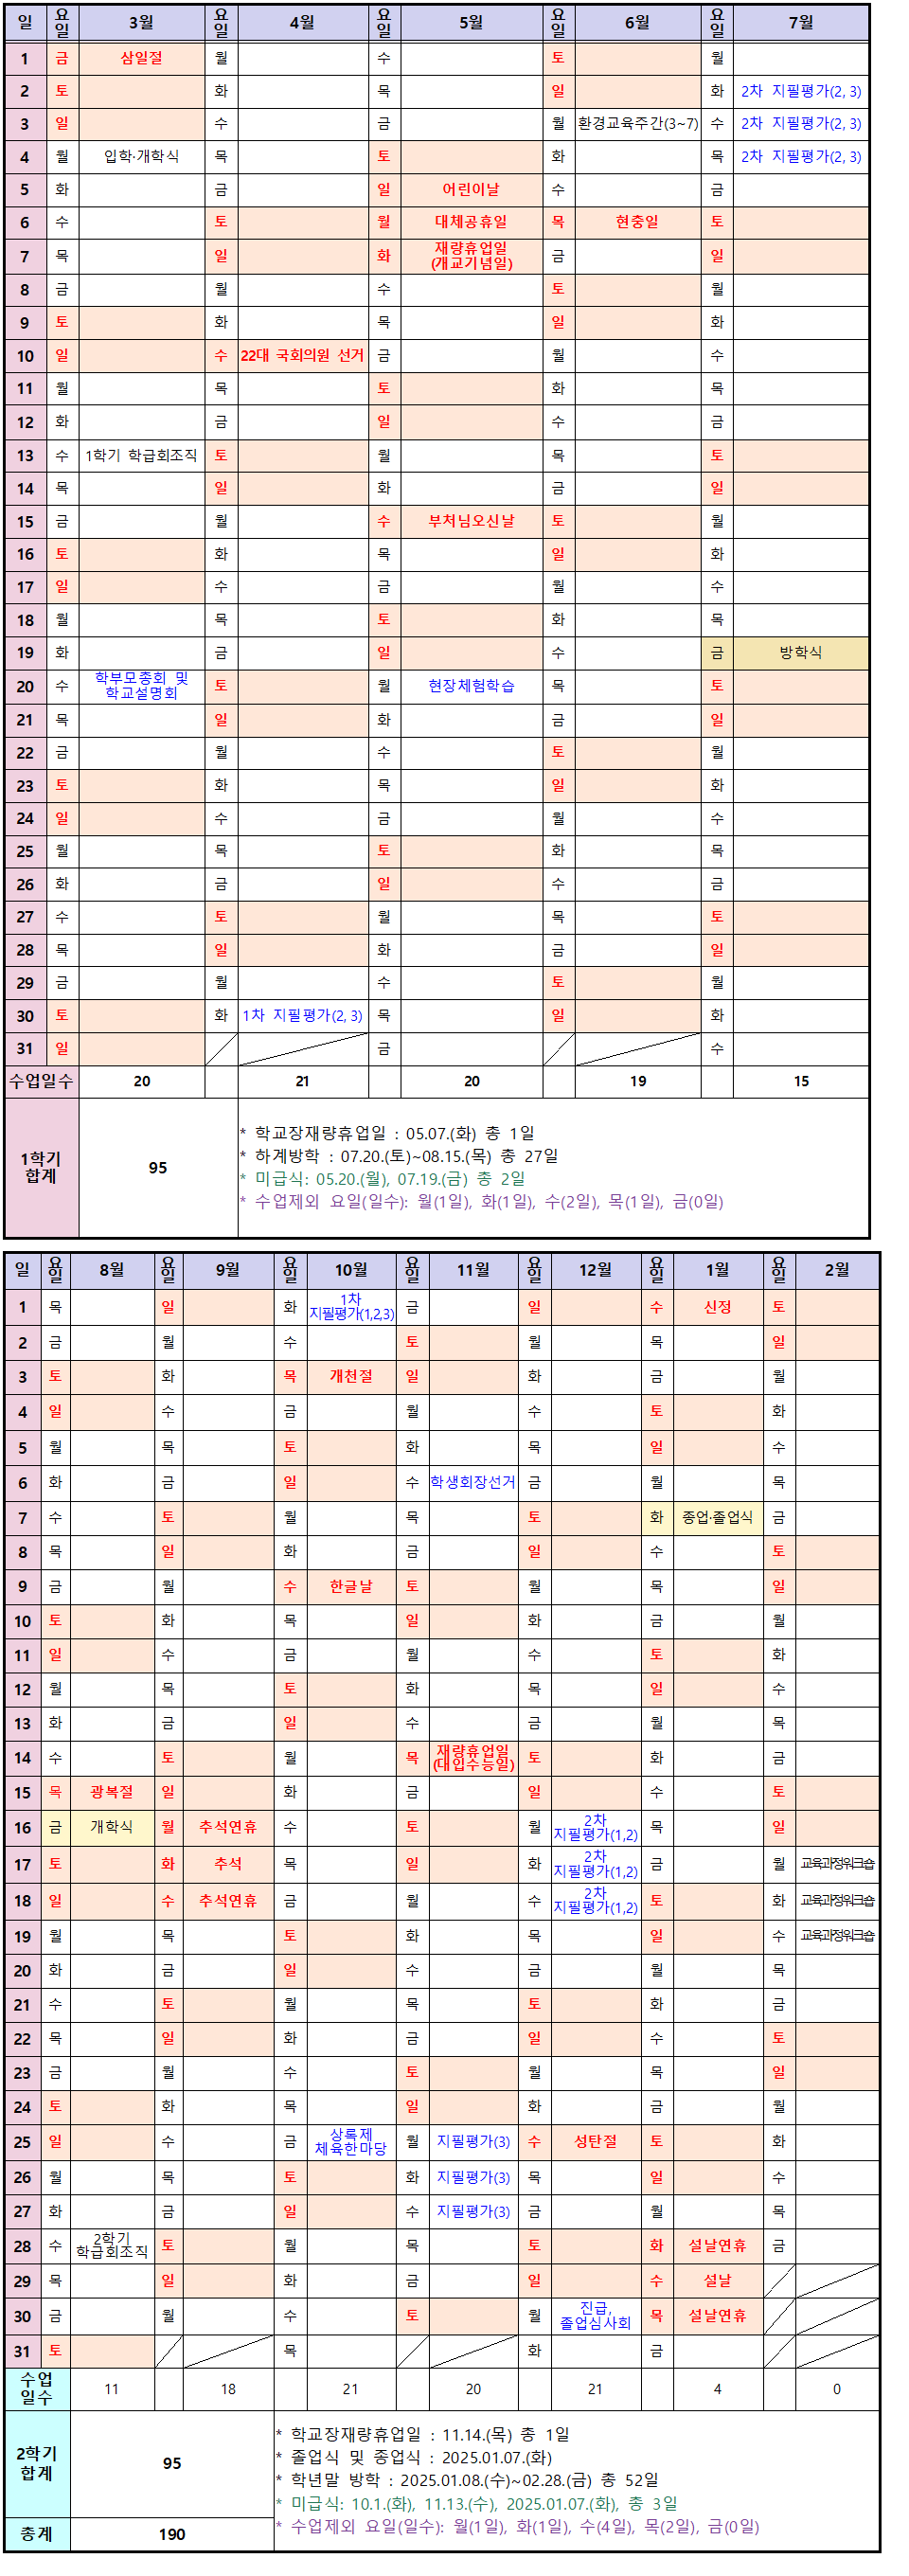 일 요일 3월 요일 4월 요일 5월 요일 6월 요일 7월
1 금 삼일절 월 수 토 월
2 토 화 목 일 화 2차 지필평가(2, 3)
3 일 수 금 월 환경교육주간(3~7) 수 2차 지필평가(2, 3)
4 월 입학·개학식 목 토 화 목 2차 지필평가(2, 3)
5 화 금 일 어린이날 수 금
6 수 토 월 대체공휴일 목 현충일 토
7 목 일 화 재량휴업일 (개교기념일) 금 일
8 금 월 수 토 월
9 토 화 목 일 화
10 일 수 22대 국회의원 선거 금 월 수
11 월 목 토 화 목
12 화 금 일 수 금
13 수 1학기 학급회조직 토 월 목 토
14 목 일 화 금 일
15 금 월 수 부처님오신날 토 월
16 토 화 목 일 화
17 일 수 금 월 수
18 월 목 토 화 목
19 화 금 일 수 금 방학식
20 수 학부모총회 및 학교설명회 토 월 현장체험학습 목 토
21 목 일 화 금 일
22 금 월 수 토 월
23 토 화 목 일 화
24 일 수 금 월 수
25 월 목 토 화 목
26 화 금 일 수 금
27 수 토 월 목 토
28 목 일 화 금 일
29 금 월 수 토 월
30 토 화 1차 지필평가(2, 3) 목 일 화
31 일 금 수
수업일수 20 21 20 19 15
1학기 합계 95
* 학교장재량휴업일 : 05.07.(화) 총 1일
* 하계방학 : 07.20.(토)~08.15.(목) 총 27일
* 미급식: 05.20.(월), 07.19.(금) 총 2일
* 수업제외 요일(일수): 월(1일), 화(1일), 수(2일), 목(1일), 금(0일)
일 요일 8월 요일 9월 요일 10월 요일 11월 요일 12월 요일 1월 요일 2월
1 목 일 화 1차 지필평가(1,2,3) 금 일 수 신정 토
2 금 월 수 토 월 목 일
3 토 화 목 개천절 일 화 금 월
4 일 수 금 월 수 토 화
5 월 목 토 화 목 일 수
6 화 금 일 수 학생회장선거 금 월 목
7 수 토 월 목 토 화 종업·졸업식 금
8 목 일 화 금 일 수 토
9 금 월 수 한글날 토 월 목 일
10 토 화 목 일 화 금 월
11 일 수 금 월 수 토 화
12 월 목 토 화 목 일 수
13 화 금 일 수 금 월 목
14 수 토 월 목 재량휴업일 (대입수능일) 토 화 금
15 목 광복절 일 화 금 일 수 토
16 금 개학식 월 추석연휴 수 토 월 2차 지필평가(1,2) 목 일
17 토 화 추석 목 일 화 2차 지필평가(1,2) 금 월 교육과정워크숍
18 일 수 추석연휴 금 월 수 2차 지필평가(1,2) 토 화 교육과정워크숍
19 월 목 토 화 목 일 수 교육과정워크숍
20 화 금 일 수 금 월 목
21 수 토 월 목 토 화 금
22 목 일 화 금 일 수 토
23 금 월 수 토 월 목 일
24 토 화 목 일 화 금 월
25 일 수 금 상록제 체육한마당 월 지필평가(3) 수 성탄절 토 화
26 월 목 토 화 지필평가(3) 목 일 수
27 화 금 일 수 지필평가(3) 금 월 목
28 수 2학기 학급회조직 토 월 목 토 화 설날연휴 금
29 목 일 화 금 일 수 설날
30 금 월 수 토 월 진급, 졸업심사회 목 설날연휴
31 토 목 화 금
수업 일수 11 18 21 20 21 4 0
2학기 합계 95
* 학교장재량휴업일 : 11.14.(목) 총 1일
* 졸업식 및 종업식 : 2025.01.07.(화)
* 학년말 방학 : 2025.01.08.(수)~02.28.(금) 총 52일
* 미급식: 10.1.(화), 11.13.(수), 2025.01.07.(화), 총 3일
* 수업제외 요일(일수): 월(1일), 화(1일), 수(4일), 목(2일), 금(0일)
총계 190